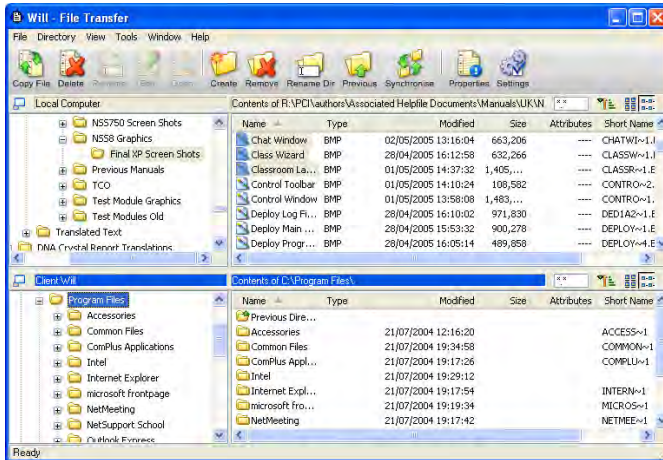 Will - File Transfer
File Directory View Tools Window Help
Copy File Delete Create Remove Rename Dir Previous Synchronise Properties Settings
Local Computer Contents of R:\PCI\authors\Associated Helpfile Documents\Manuals\UK\N *.*
NSS750 Screen Shots
NSS8 Graphics
Final XP Screen Shots
Previous Manuals
TCO
Test Module Graphics
Test Modules Old
Translated Text
DNA Crystal Report Translations
Name Type Modified Size Attributes Short Name
Chat Window BMP 02/05/2005 13:16:04 663,206 ---- CHATWI~1.
Class Wizard BMP 28/04/2005 16:12:58 632,266 ---- CLASSW~1.
Classroom La... BMP 01/05/2005 14:37:32 1,405,... ---- CLASSR~1.E
Control Toolbar BMP 01/05/2005 14:10:24 108,582 ---- CONTRO~2.
Control Window BMP 01/05/2005 13:58:08 1,483,... ---- CONTRO~1.
Deploy Log Fi... BMP 28/04/2005 16:10:02 971,830 ---- DED1A2~1.E
Deploy Main ... BMP 28/04/2005 15:53:32 900,278 ---- DEPLOY~1.E
Deploy Progr... BMP 28/04/2005 16:05:14 489,858 ---- DEPLOY~4.E
Client Will Contents of C:\Program Files\ *.*
Program Files
Accessories
Common Files
ComPlus Applications
Intel
Internet Explorer
microsoft frontpage
NetMeeting
NetSupport School
Outlook Express
Name Type Modified Size Attributes Short Name
Previous Dire...
Accessories 21/07/2004 12:16:20 ACCESS~1
Common Files 21/07/2004 19:34:58 COMMON~1
ComPlus Appl... 21/07/2004 19:17:26 COMPLU~1
Intel 21/07/2004 19:29:12
Internet Expl... 21/07/2004 19:17:54 INTERN~1
microsoft fro... 21/07/2004 19:19:34 MICROS~1
NetMeeting 21/07/2004 19:17:42 NETMEE~1
Ready